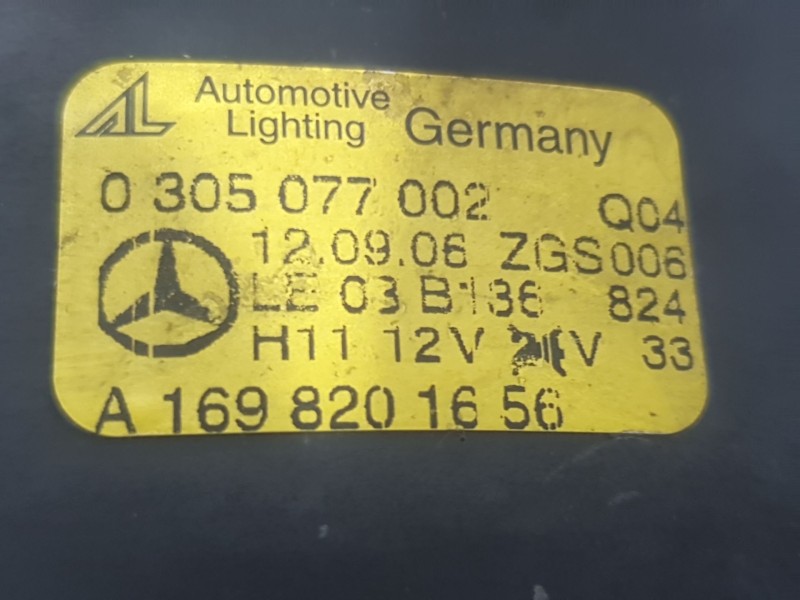 AL Automotive
Lighting Germany
0 305 077 002 Q04
12.09.06 ZGS006
LE 03 B136 824
H11 12V V 33
A 169 820 16 56